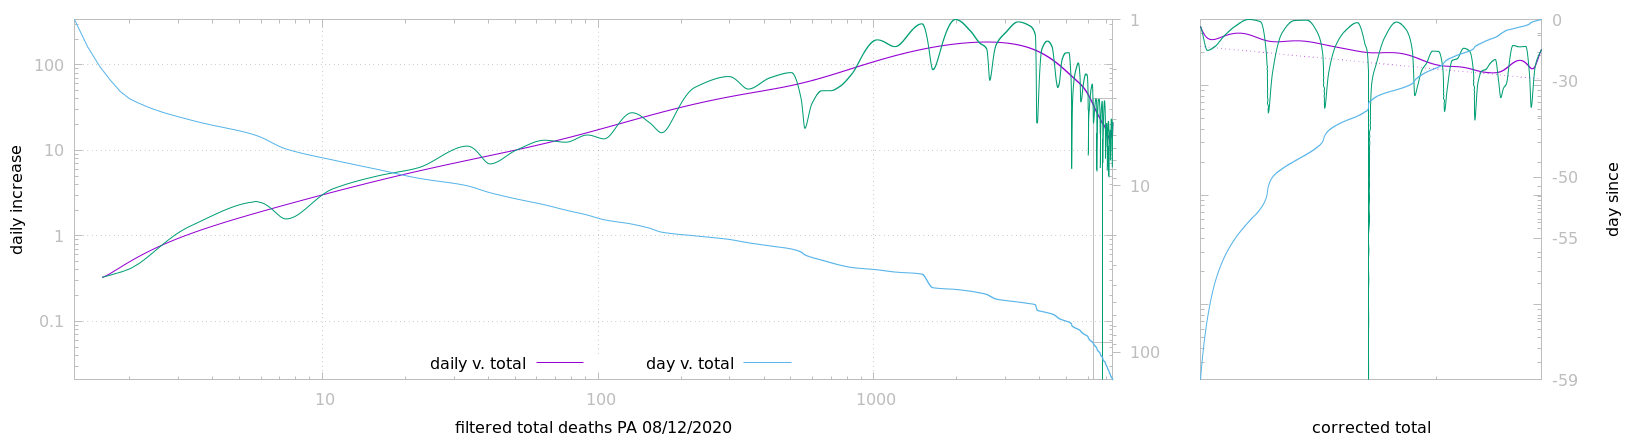 daily increase
100
10
1
0.1
10
100
1000
1
10
100
daily v. total
day v. total
filtered total deaths PA 08/12/2020
0
-30
-50
-55
-59
day since
corrected total